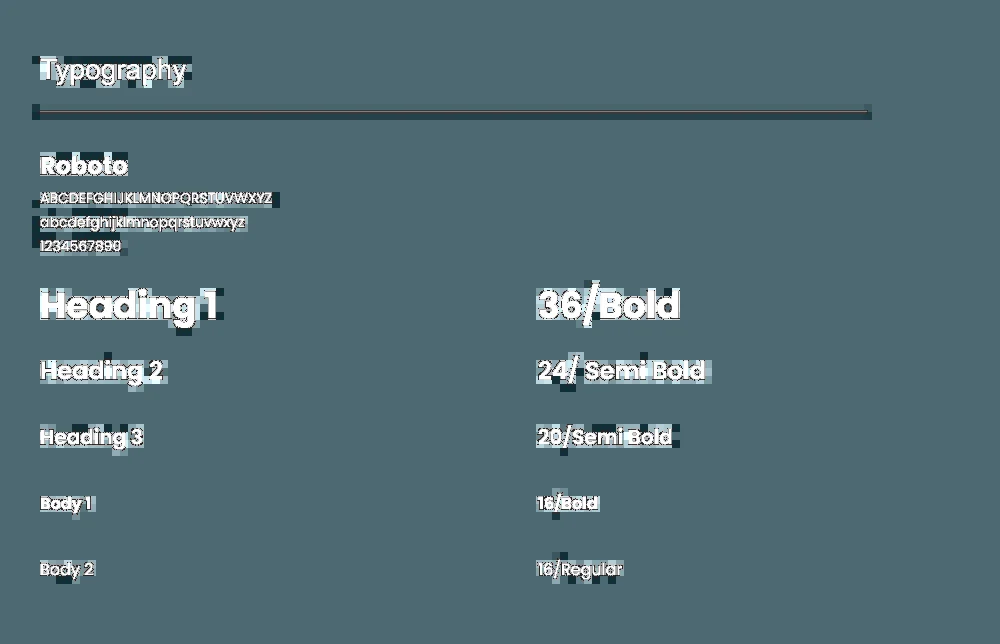 Typography
Roboto
ABCDEFGHIJKLMNOPQRSTUVWXYZ
abcdefghijklmnopqrstuvwxyz
1234567890
Heading 1 36/Bold
Heading 2 24/ Semi Bold
Heading 3 20/Semi Bold
Body 1 16/Bold
Body 2 16/Regular